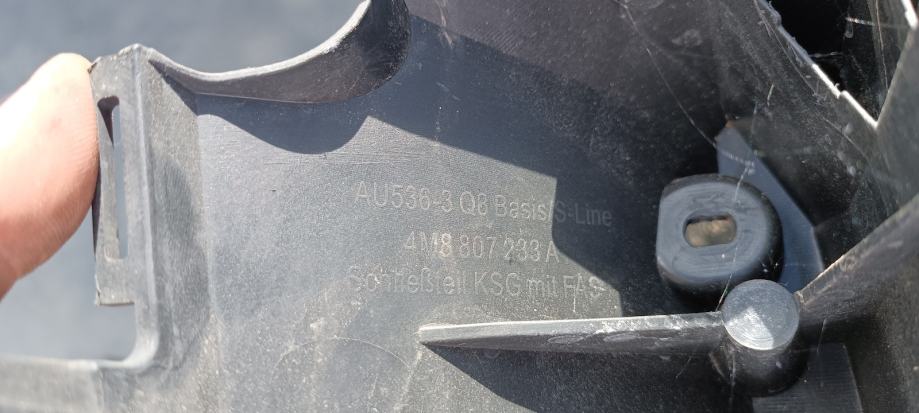 AU536-3 Q8 Basis/S-Line
4M8 807 233 A
Schließteil KSG mit FAS